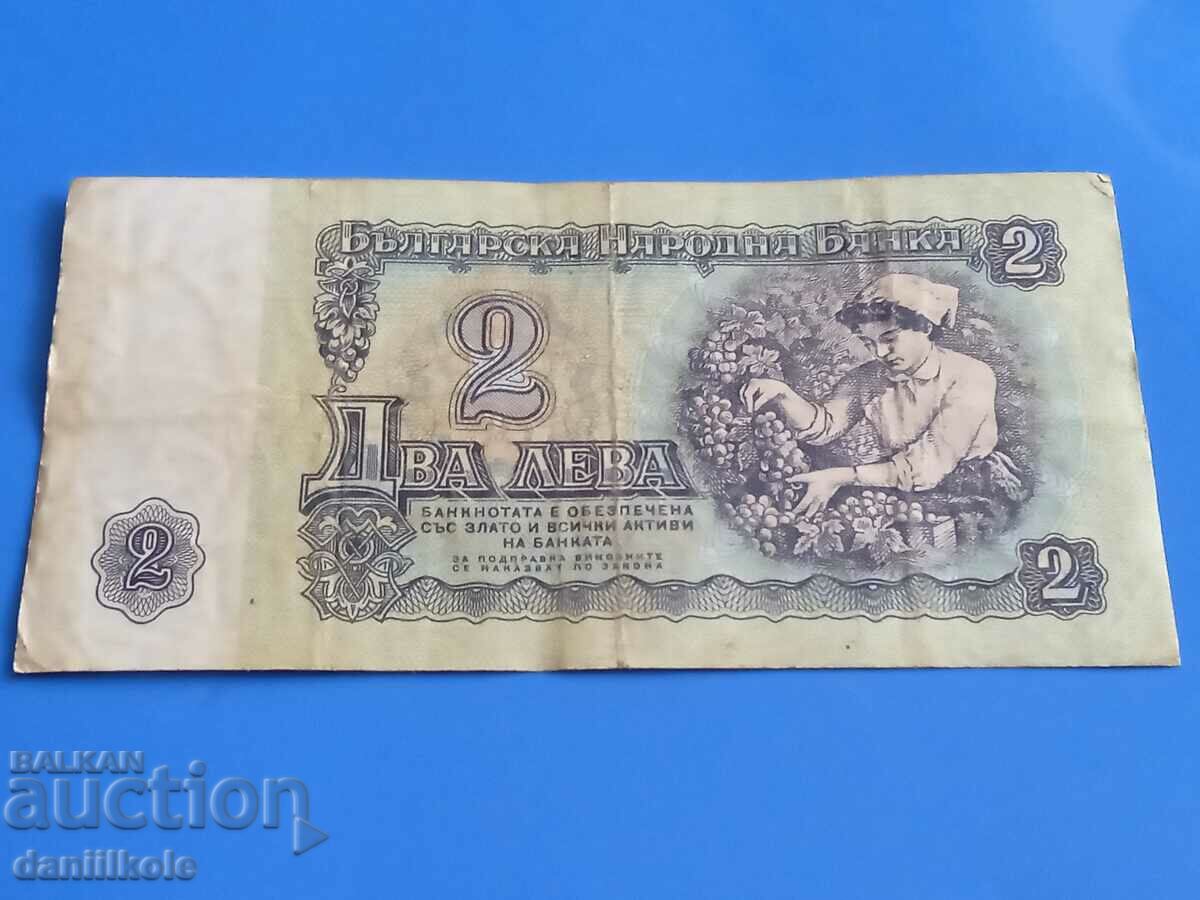 Българска Народна Банка
2
2
Два лева
БАНКНОТАТА Е ОБЕЗПЕЧЕНА
СЪС ЗЛАТО И ВСИЧКИ АКТИВИ
НА БАНКАТА
ЗА ПОДПРАВКА ВИНОВНИТЕ
СЕ НАКАЗВАТ ПО ЗАКОНА
2
2
BALKAN
auction
daniilkole